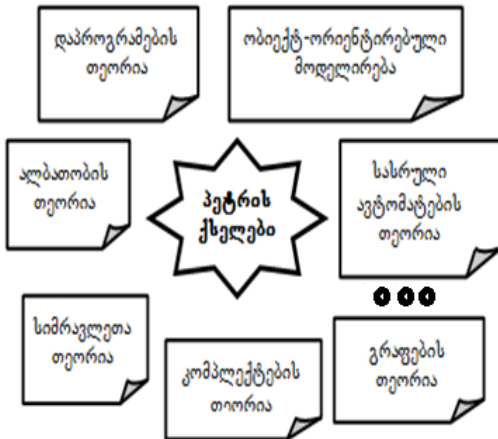 დაპროგრამების
თეორია
ობიექტ-ორიენტირებული
მოდელირება
ალბათობის
თეორია
პეტრის
ქსელები
სასრული
ავტომატების
თეორია
სიმრავლეთა
თეორია
კომპლექტების
თეორია
გრაფების
თეორია